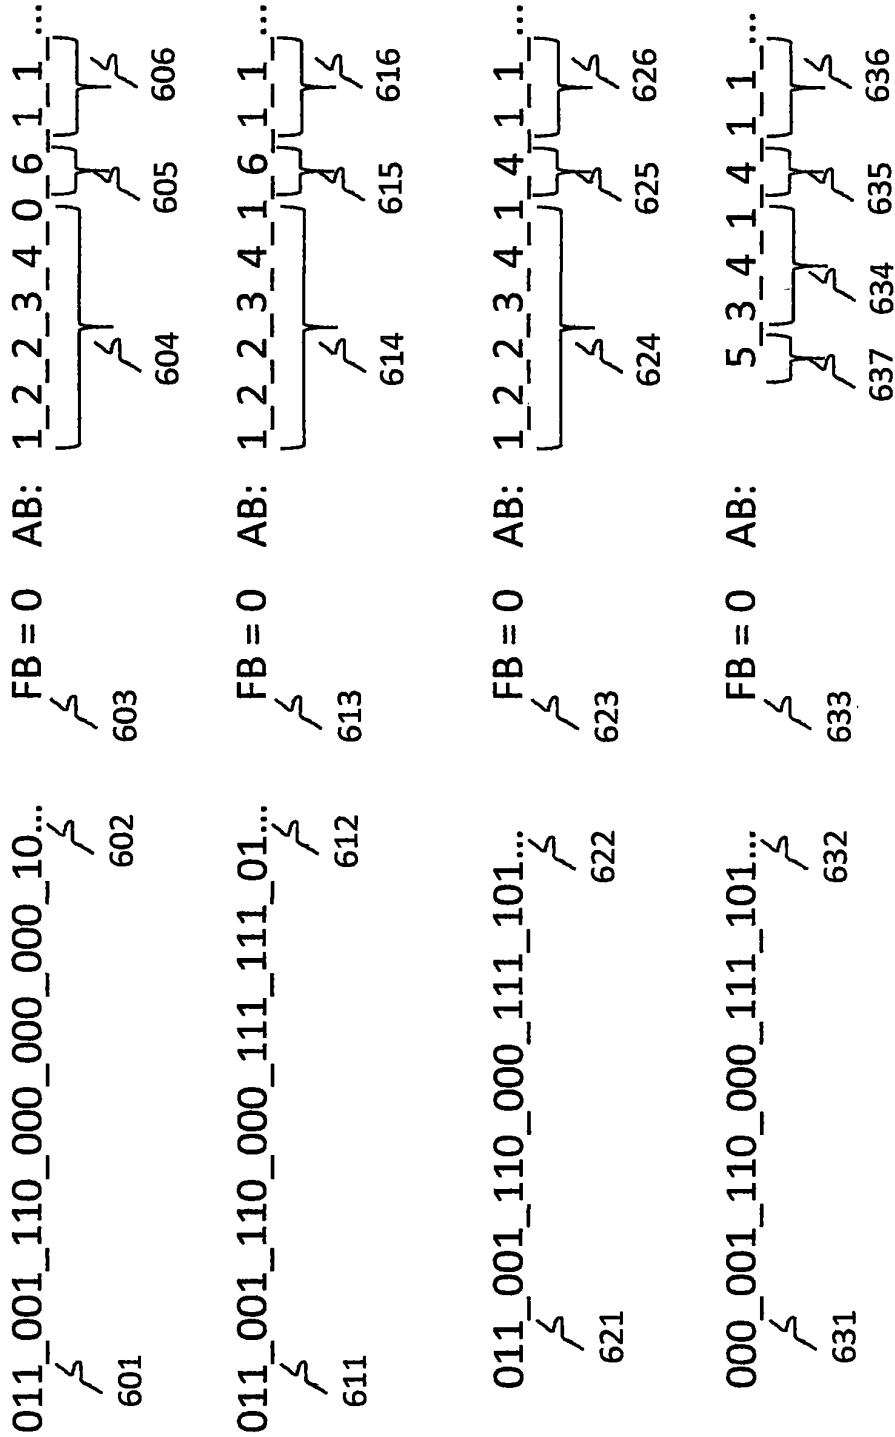 011_001_110_000_000_000_10... FB = 0 AB: 1_2_2_3_4_0_6_1_1_...
601 602 603 604 605 606
011_001_110_000_111_111_01... FB = 0 AB: 1_2_2_3_4_1_6_1_1_...
611 612 613 614 615 616
011_001_110_000_111_101... FB = 0 AB: 1_2_2_3_4_1_4_1_1_...
621 622 623 624 625 626
000_001_110_000_111_101... FB = 0 AB: 5_3_4_1_4_1_1_...
631 632 633 637 634 635 636